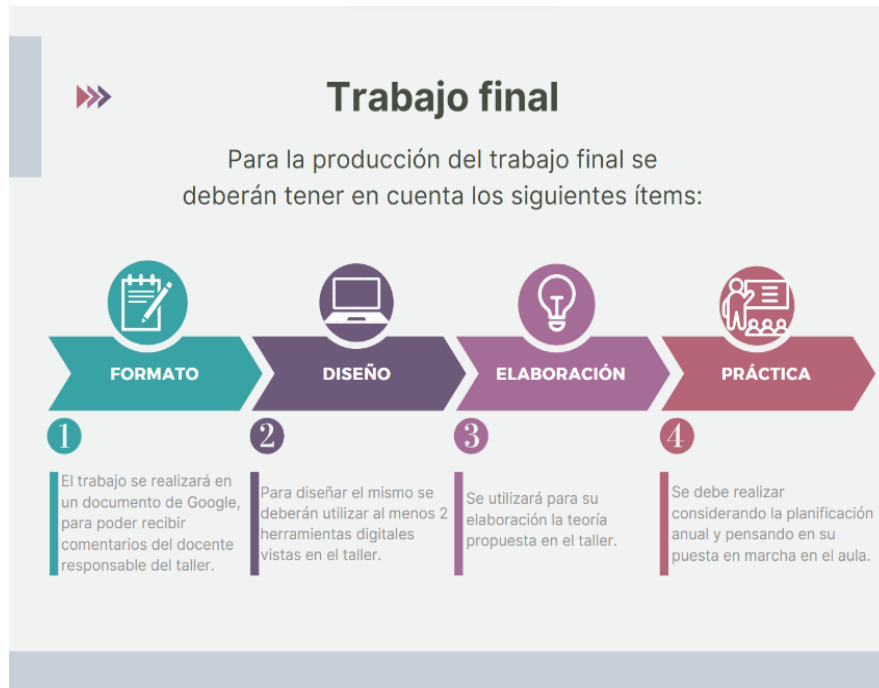 Trabajo final
Para la producción del trabajo final se
deberán tener en cuenta los siguientes ítems:
FORMATO
DISEÑO
ELABORACIÓN
PRÁCTICA
1
El trabajo se realizará en
un documento de Google,
para poder recibir
comentarios del docente
responsable del taller.
2
Para diseñar el mismo se
deberán utilizar al menos 2
herramientas digitales
vistas en el taller.
3
Se utilizará para su
elaboración la teoría
propuesta en el taller.
4
Se debe realizar
considerando la planificación
anual y pensando en su
puesta en marcha en el aula.